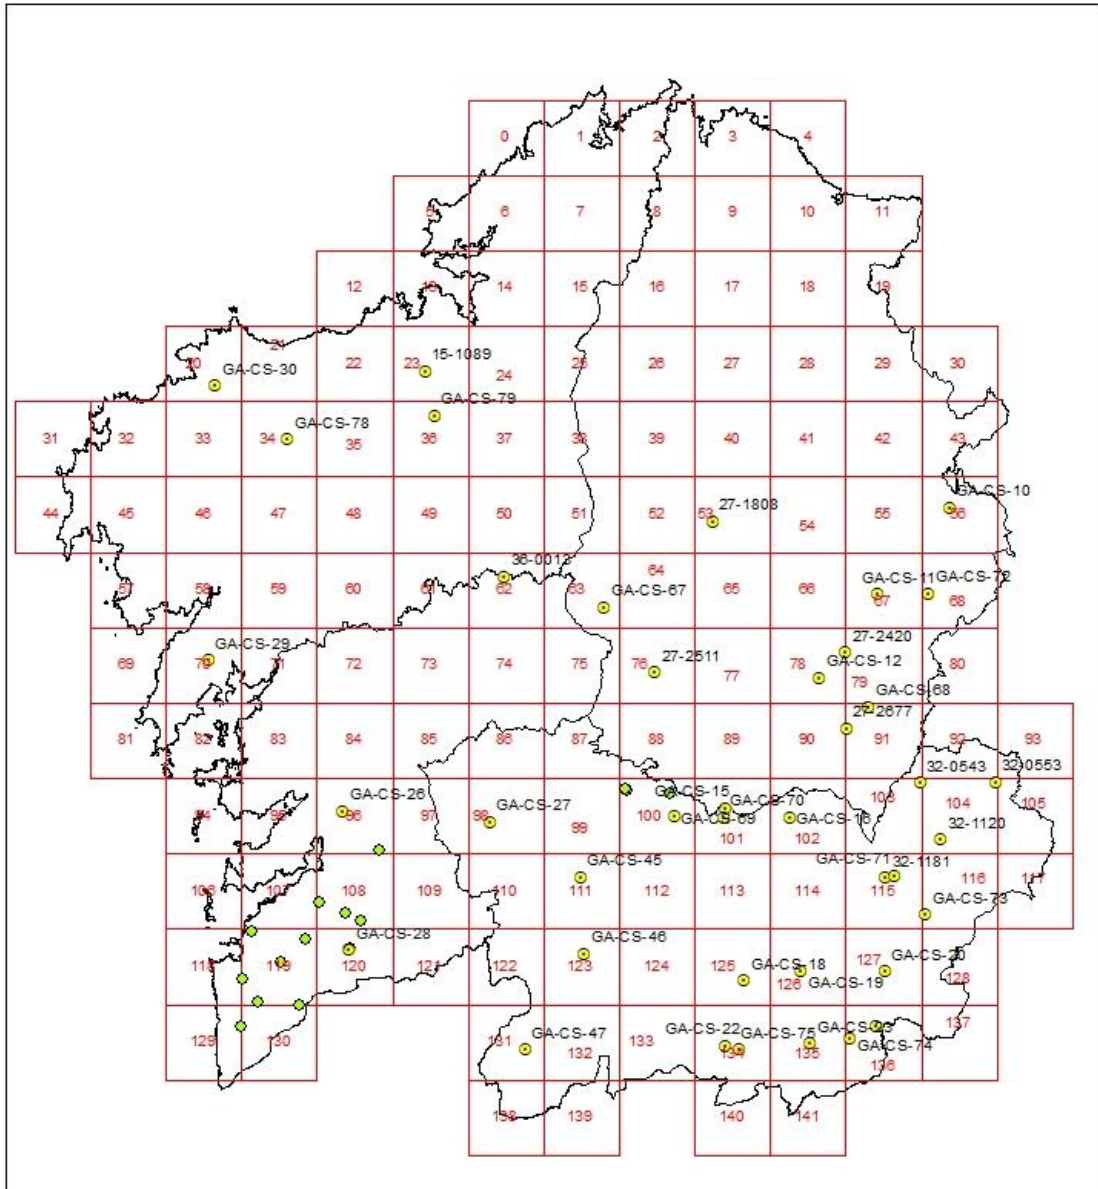 0 1 2 3 4
5 6 7 8 9 10 11
12 13 14 15 16 17 18 19
20 21 22 23 24 25 26 27 28 29 30
GA-CS-30 15-1089
GA-CS-79
31 32 33 34 35 36 37 38 39 40 41 42 43
GA-CS-78
GA-CS-10
44 45 46 47 48 49 50 51 52 53 54 55 56
27-1808
36-0013
57 58 59 60 61 62 63 64 65 66 67 68
GA-CS-67 GA-CS-11 GA-CS-72
27-2420
69 70 71 72 73 74 75 76 77 78 79 80
GA-CS-29 27-2511 GA-CS-12
GA-CS-68
27-2677
81 82 83 84 85 86 87 88 89 90 91 92 93
32-0543 32-0553
GA-CS-15
94 95 96 97 98 99 100 101 102 103 104 105
GA-CS-26 GA-CS-27 GA-CS-70
GA-CS-69 GA-CS-16
32-1120
GA-CS-45 GA-CS-71 32-1181
106 107 108 109 110 111 112 113 114 115 116 117
GA-CS-73
GA-CS-28 GA-CS-46
118 119 120 121 122 123 124 125 126 127 128
GA-CS-18 GA-CS-20
GA-CS-19
GA-CS-47 GA-CS-22 GA-CS-75
GA-CS-74
129 130 131 132 133 134 135 136 137
138 139 140 141